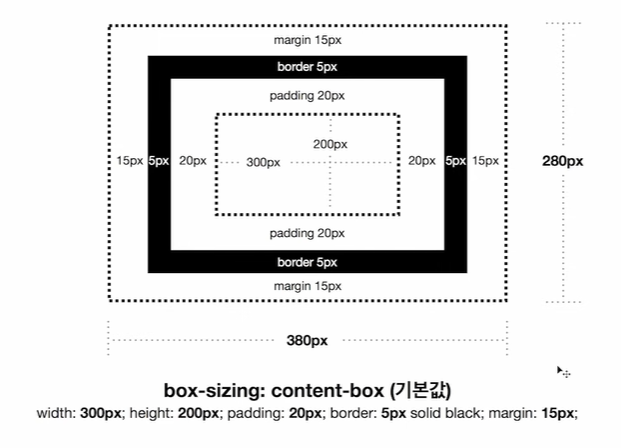 margin 15px
border 5px
padding 20px
200px
15px 5px 20px 300px 20px 5px 15px 280px
padding 20px
border 5px
margin 15px
380px
box-sizing: content-box (기본값)
width: 300px; height: 200px; padding: 20px; border: 5px solid black; margin: 15px;